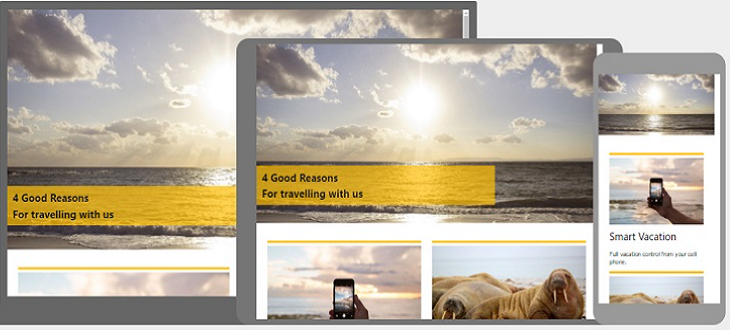 4 Good Reasons
For travelling with us
4 Good Reasons
For travelling with us
Smart Vacation
Full vacation control from your cell
phone.